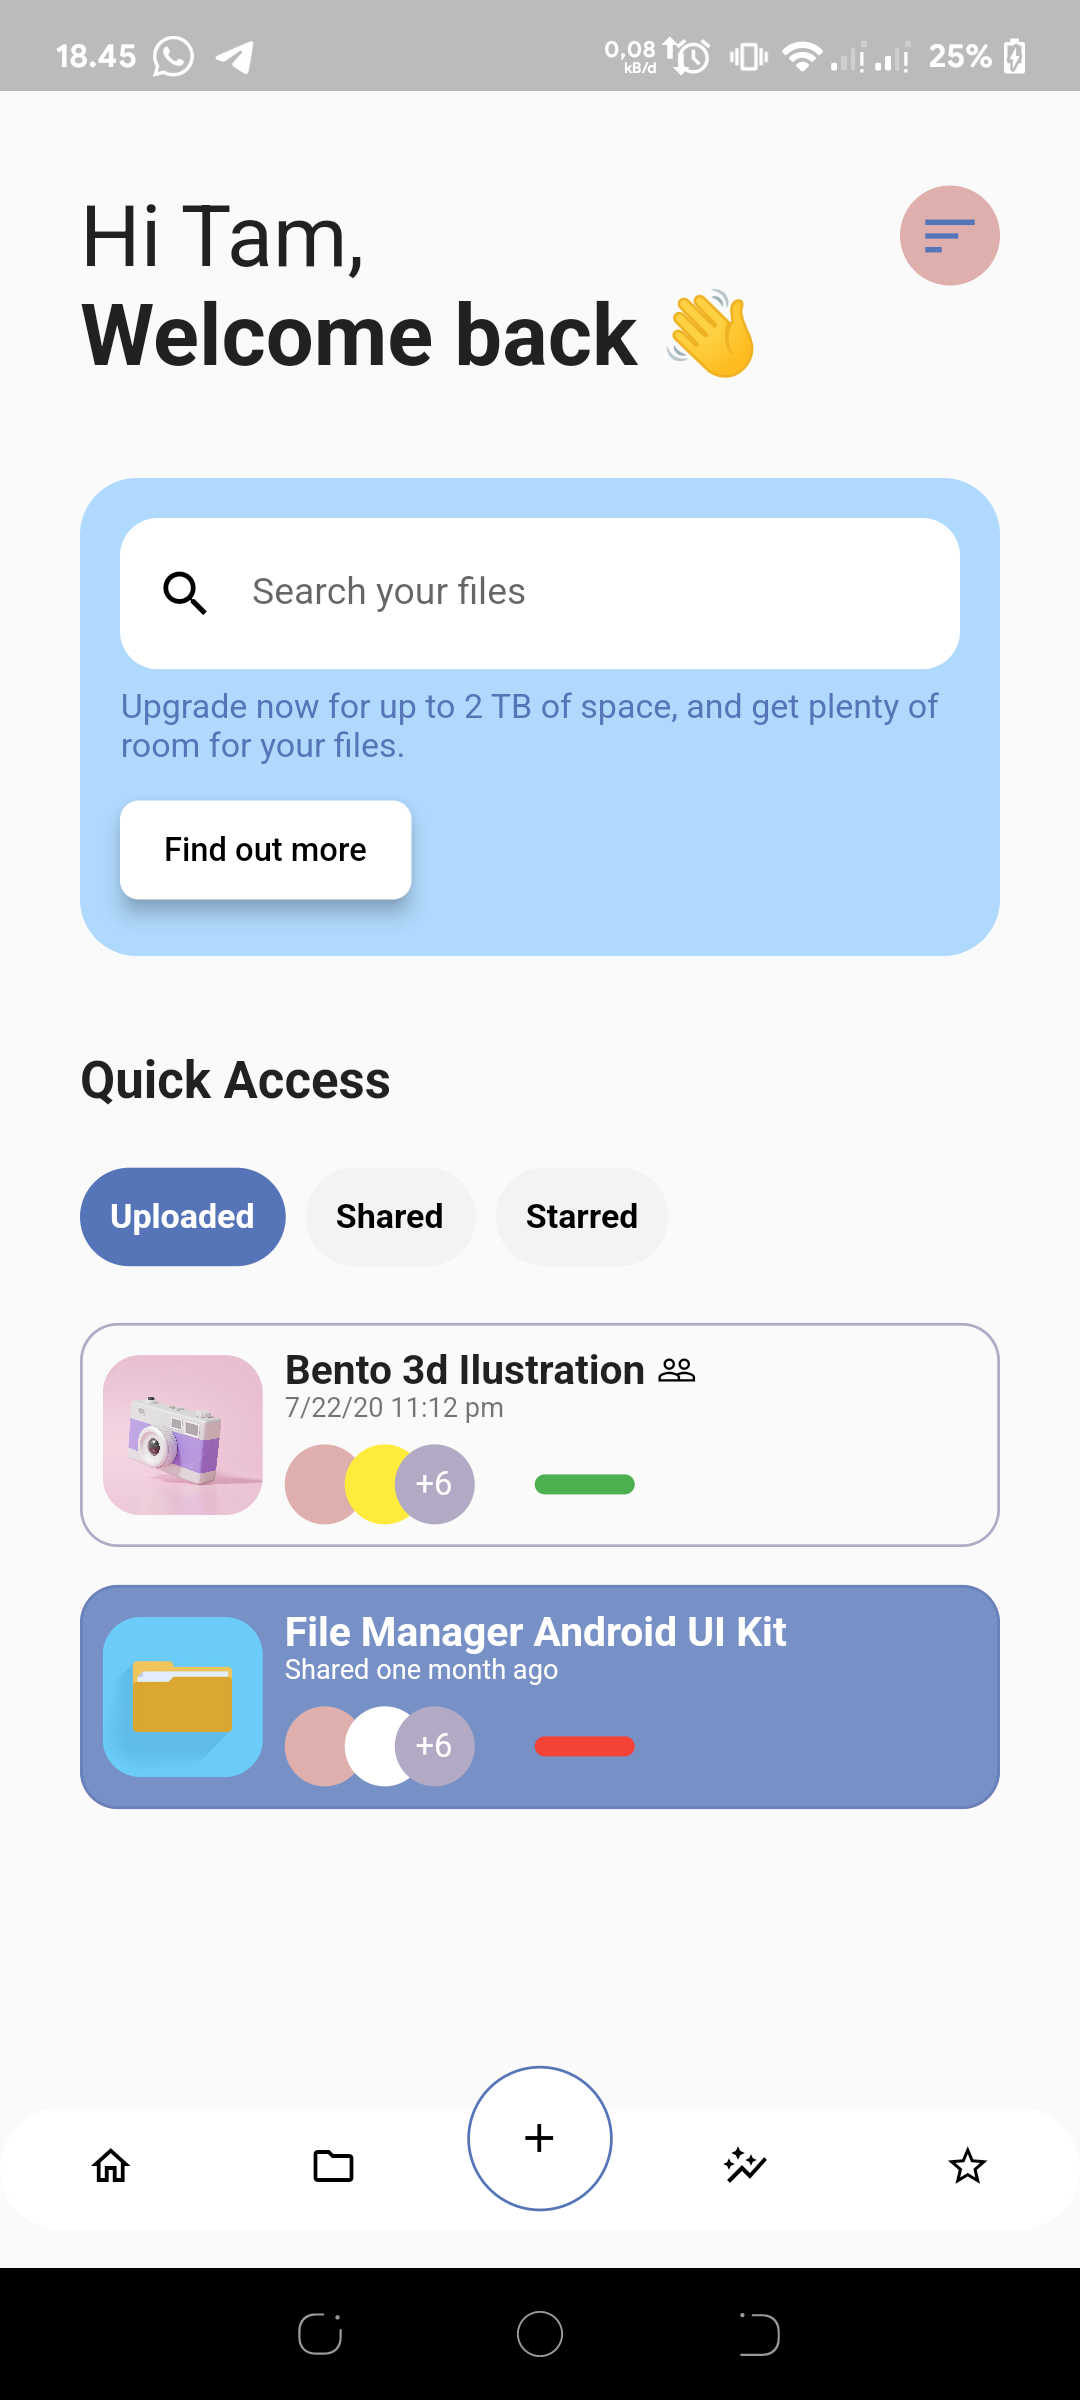 18.45
0,08
kB/d
25%
Hi Tam,
Welcome back 👋
Search your files
Upgrade now for up to 2 TB of space, and get plenty of
room for your files.
Find out more
Quick Access
Uploaded
Shared
Starred
Bento 3d Ilustration
7/22/20 11:12 pm
+6
File Manager Android UI Kit
Shared one month ago
+6